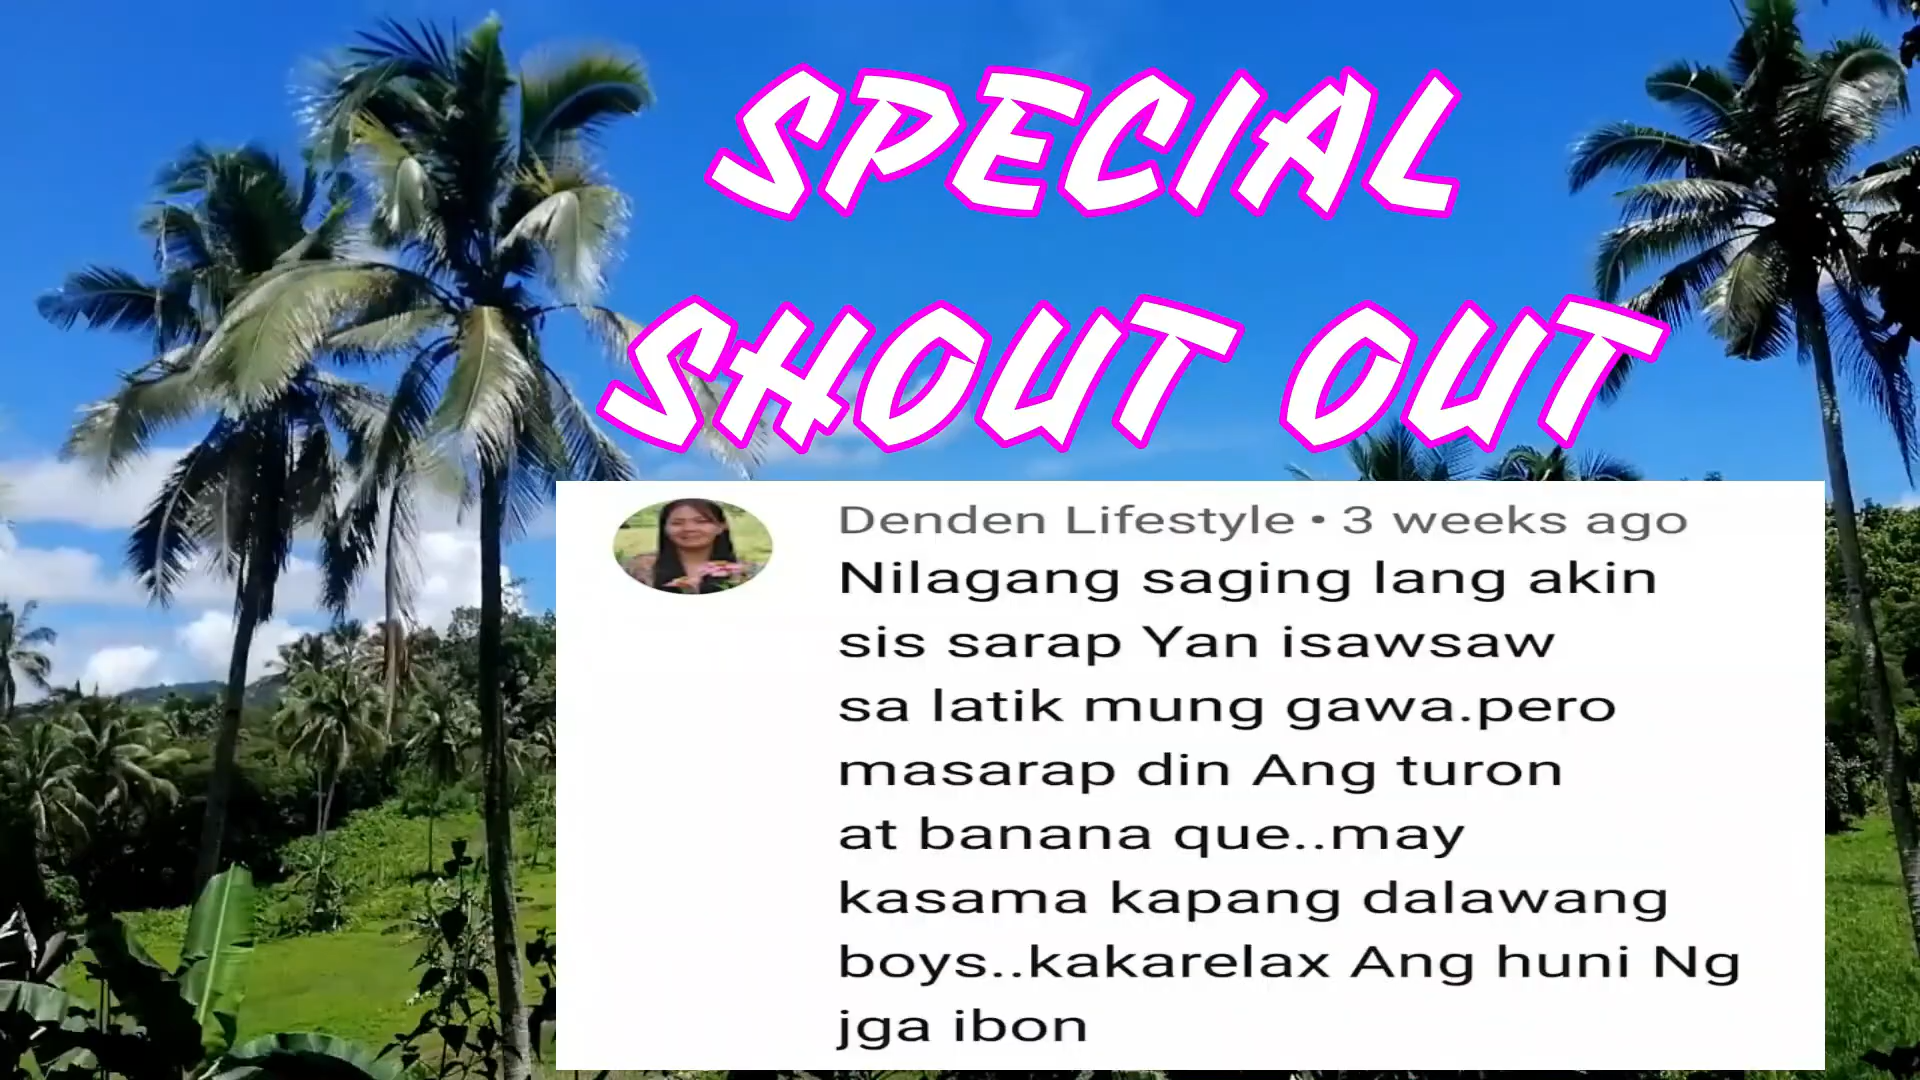 SPECIAL
SHOUT OUT
Denden Lifestyle • 3 weeks ago
Nilagang saging lang akin
sis sarap Yan isawsaw
sa latik mung gawa.pero
masarap din Ang turon
at banana que..may
kasama kapang dalawang
boys..kakarelax Ang huni Ng
jga ibon